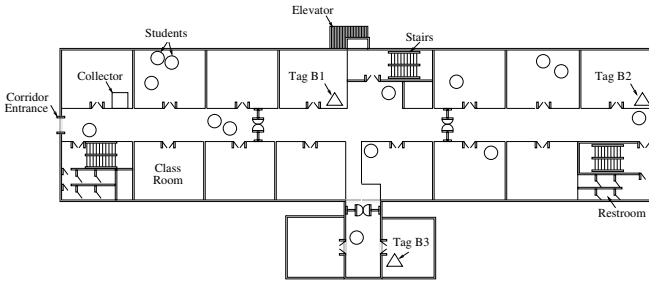 Elevator
Students
Stairs
Collector
Tag B1
Tag B2
Corridor
Entrance
Class
Room
Restroom
Tag B3